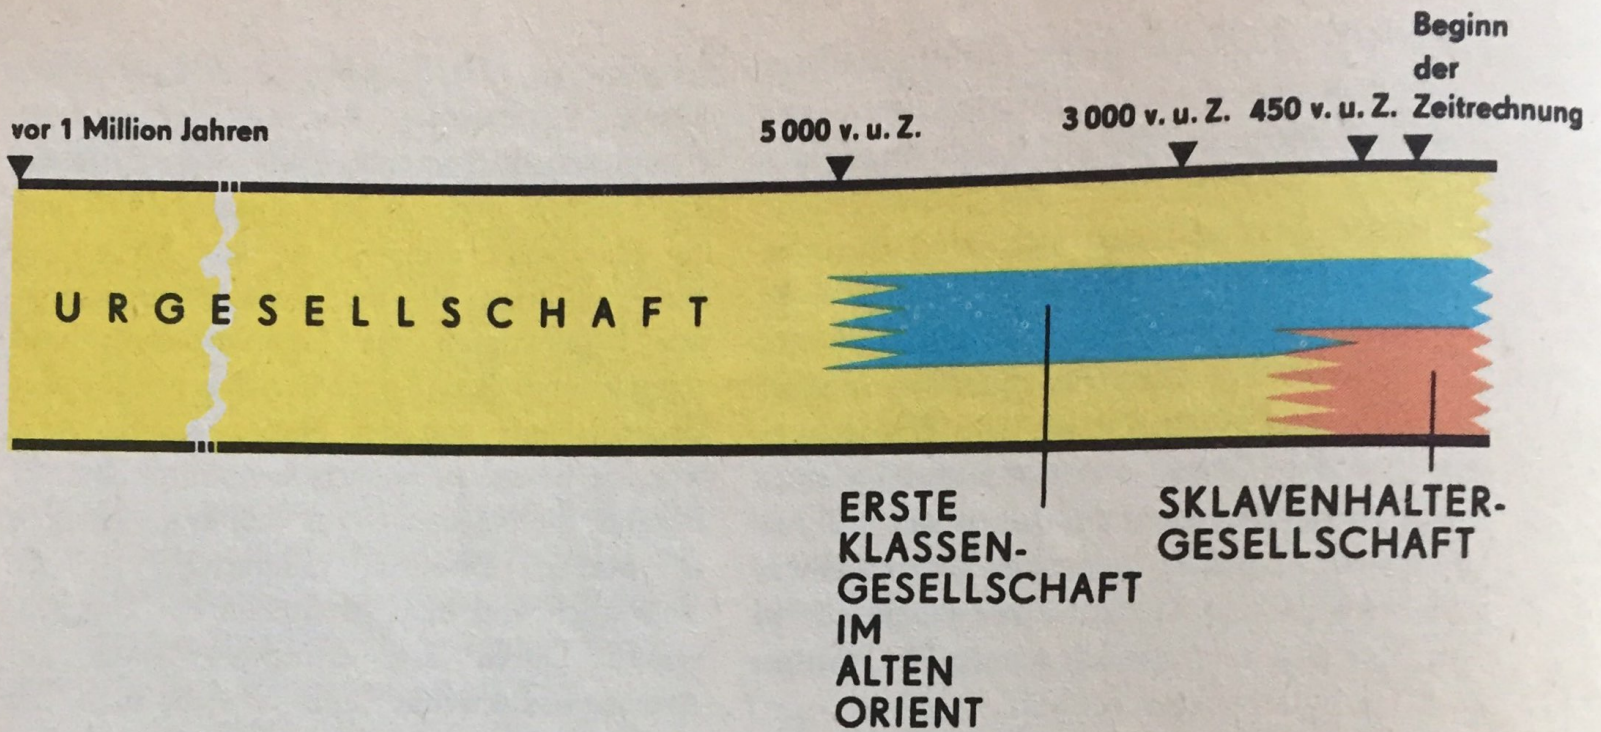 Beginn
der
vor 1 Million Jahren 5 000 v. u. Z. 3 000 v. u. Z. 450 v. u. Z. Zeitrechnung
URGESELLSCHAFT
ERSTE
KLASSEN-
GESELLSCHAFT
IM
ALTEN
ORIENT
SKLAVENHALTER-
GESELLSCHAFT